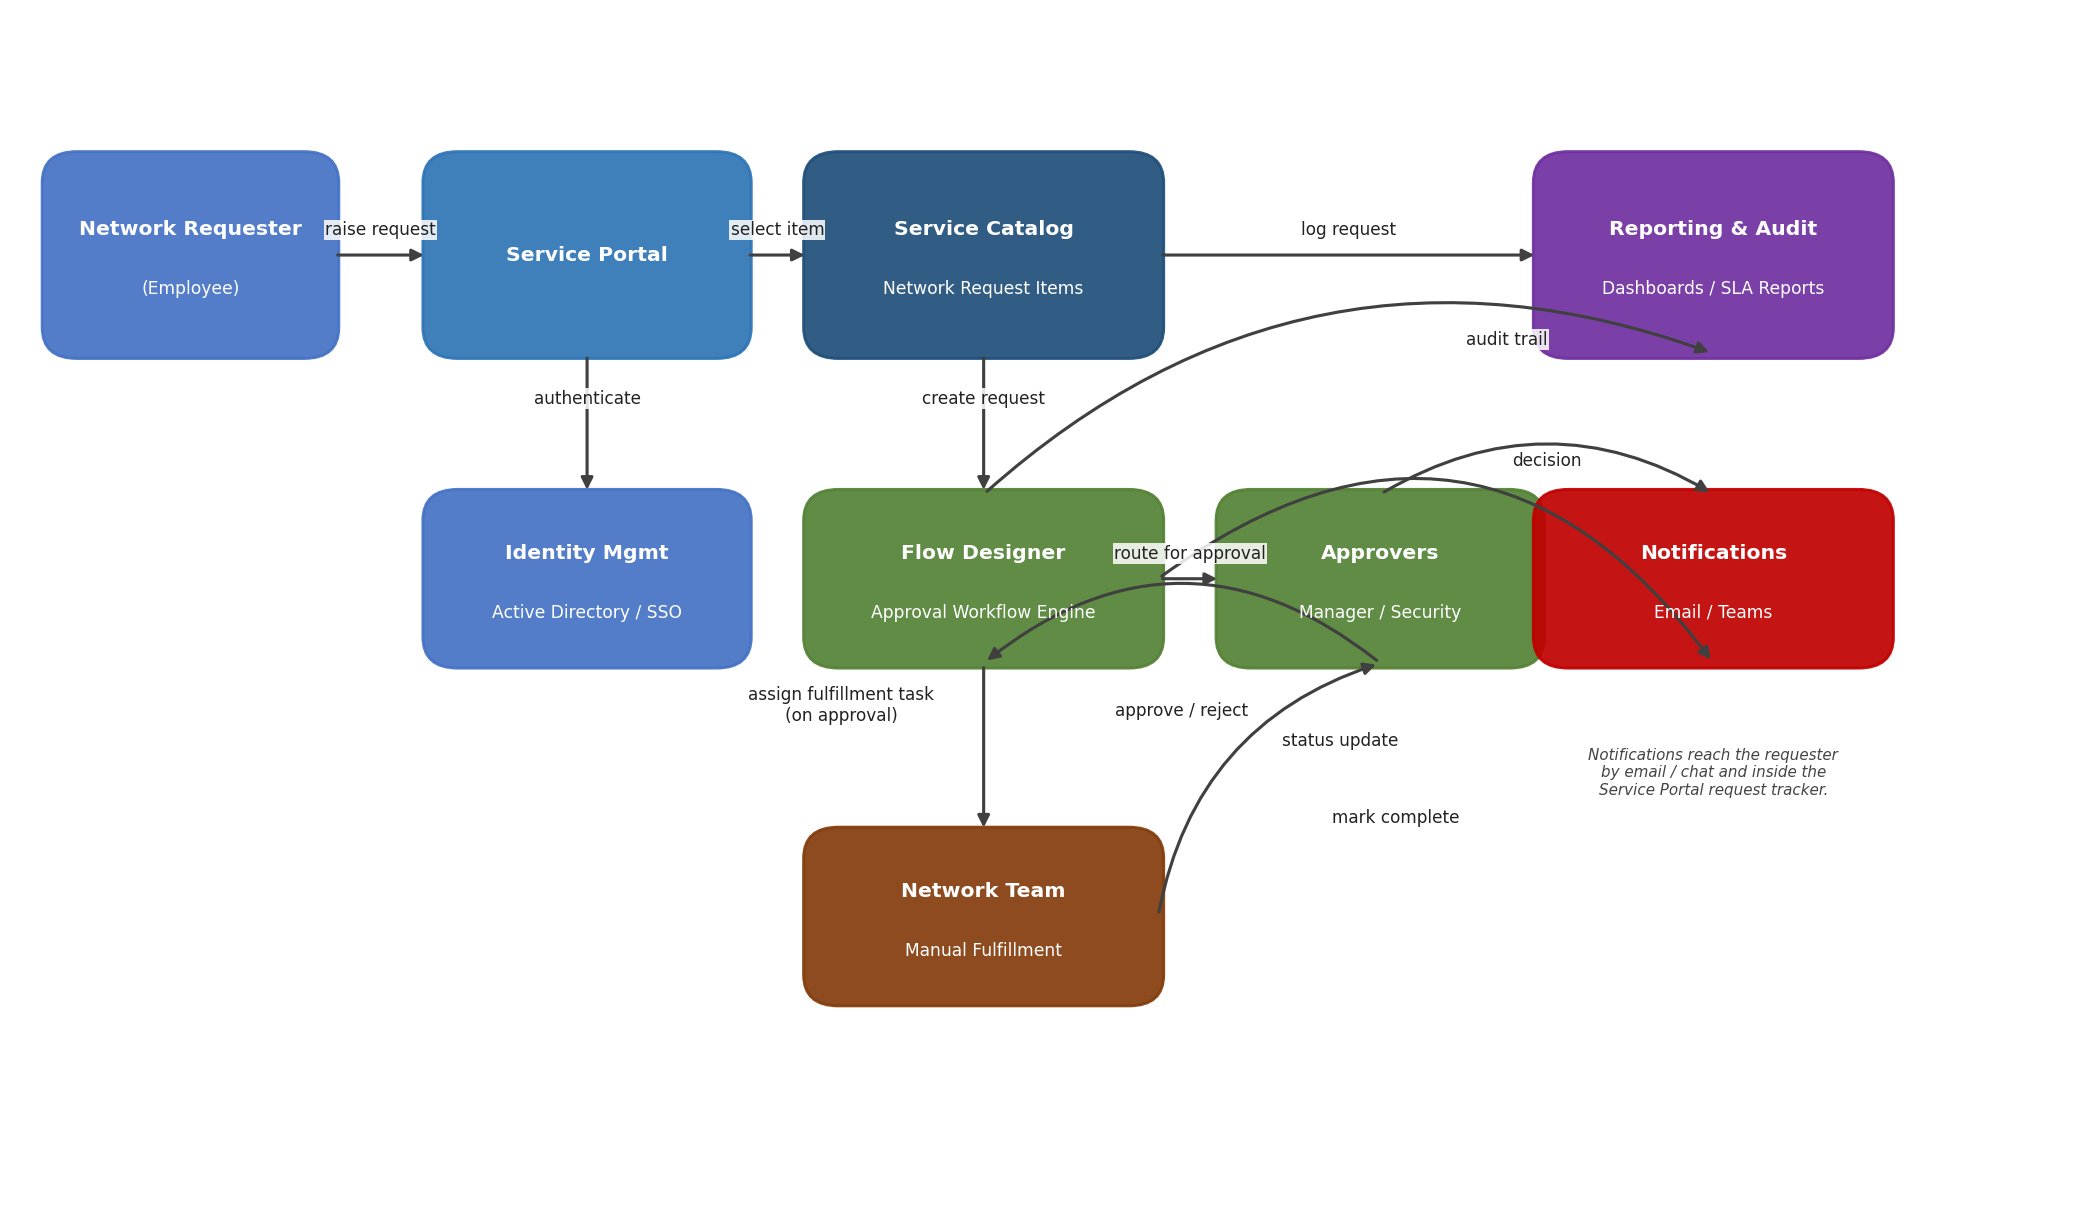 Network Requester
(Employee)
raise request
Service Portal
select item
Service Catalog
Network Request Items
log request
Reporting & Audit
Dashboards / SLA Reports
audit trail
authenticate
create request
decision
Identity Mgmt
Active Directory / SSO
Flow Designer
Approval Workflow Engine
route for approval
Approvers
Manager / Security
Notifications
Email / Teams
assign fulfillment task
(on approval)
approve / reject
status update
Notifications reach the requester
by email / chat and inside the
Service Portal request tracker.
mark complete
Network Team
Manual Fulfillment